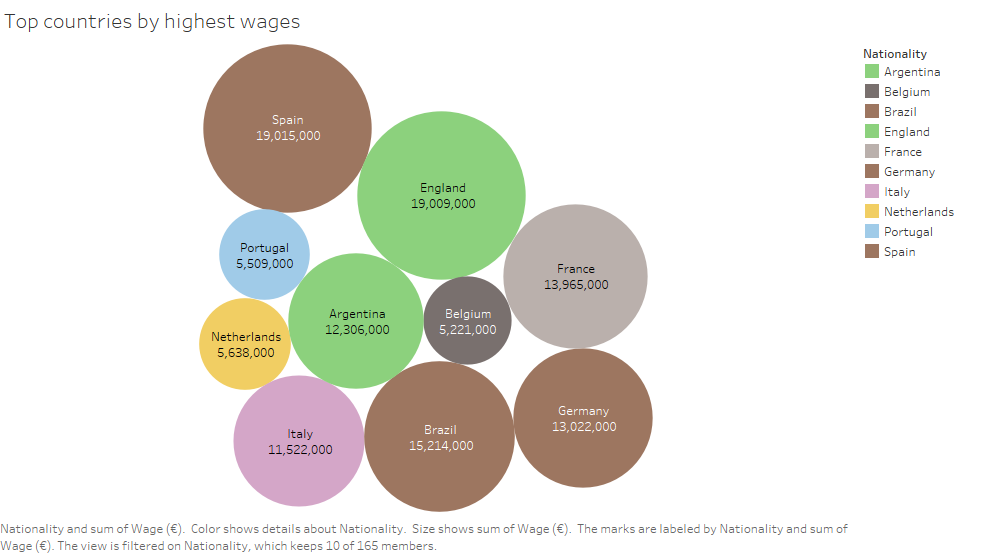 Top countries by highest wages
Nationality
Argentina
Belgium
Brazil
England
France
Germany
Italy
Netherlands
Portugal
Spain
Spain
19,015,000
England
19,009,000
Portugal
5,509,000
France
13,965,000
Argentina
12,306,000
Belgium
5,221,000
Netherlands
5,638,000
Germany
13,022,000
Brazil
15,214,000
Italy
11,522,000
Nationality and sum of Wage (€). Color shows details about Nationality. Size shows sum of Wage (€). The marks are labeled by Nationality and sum of
Wage (€). The view is filtered on Nationality, which keeps 10 of 165 members.